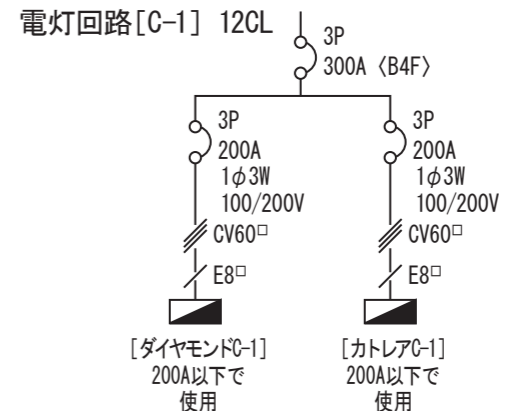 電灯回路[C-1] 12CL
3P
300A 〈B4F〉
3P
200A
1φ3W
100/200V
CV60□
E8□
[ダイヤモンドC-1]
200A以下で
使用
3P
200A
1φ3W
100/200V
CV60□
E8□
[カトレアC-1]
200A以下で
使用